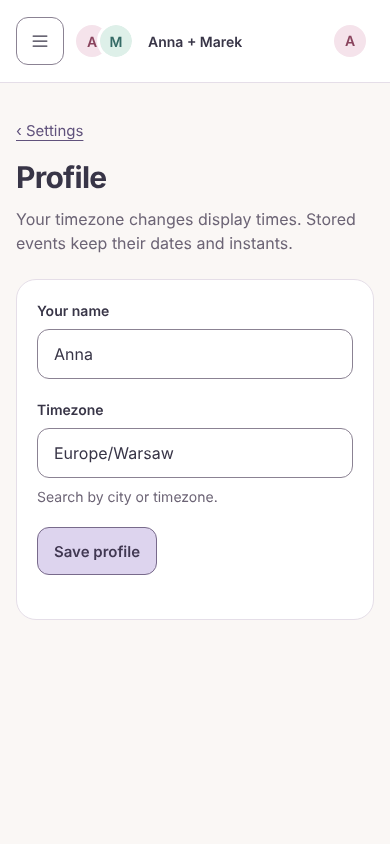 A M Anna + Marek A
‹ Settings
Profile
Your timezone changes display times. Stored
events keep their dates and instants.
Your name
Anna
Timezone
Europe/Warsaw
Search by city or timezone.
Save profile